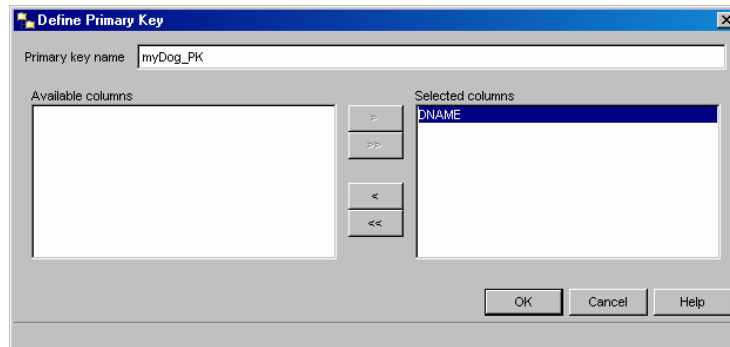 Define Primary Key
Primary key name myDog_PK
Available columns Selected columns
> DNAME
>>
<
<<
OK Cancel Help